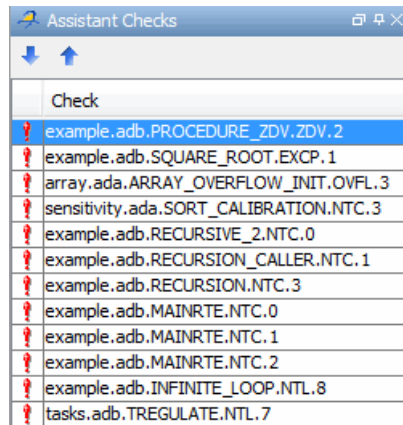 Assistant Checks
Check
example.adb.PROCEDURE_ZDV.ZDV.2
example.adb.SQUARE_ROOT.EXCP.1
array.ada.ARRAY_OVERFLOW_INIT.OVFL.3
sensitivity.ada.SORT_CALIBRATION.NTC.3
example.adb.RECURSIVE_2.NTC.0
example.adb.RECURSION_CALLER.NTC.1
example.adb.RECURSION.NTC.3
example.adb.MAINRTE.NTC.0
example.adb.MAINRTE.NTC.1
example.adb.MAINRTE.NTC.2
example.adb.INFINITE_LOOP.NTL.8
tasks.adb.TREGULATE.NTL.7